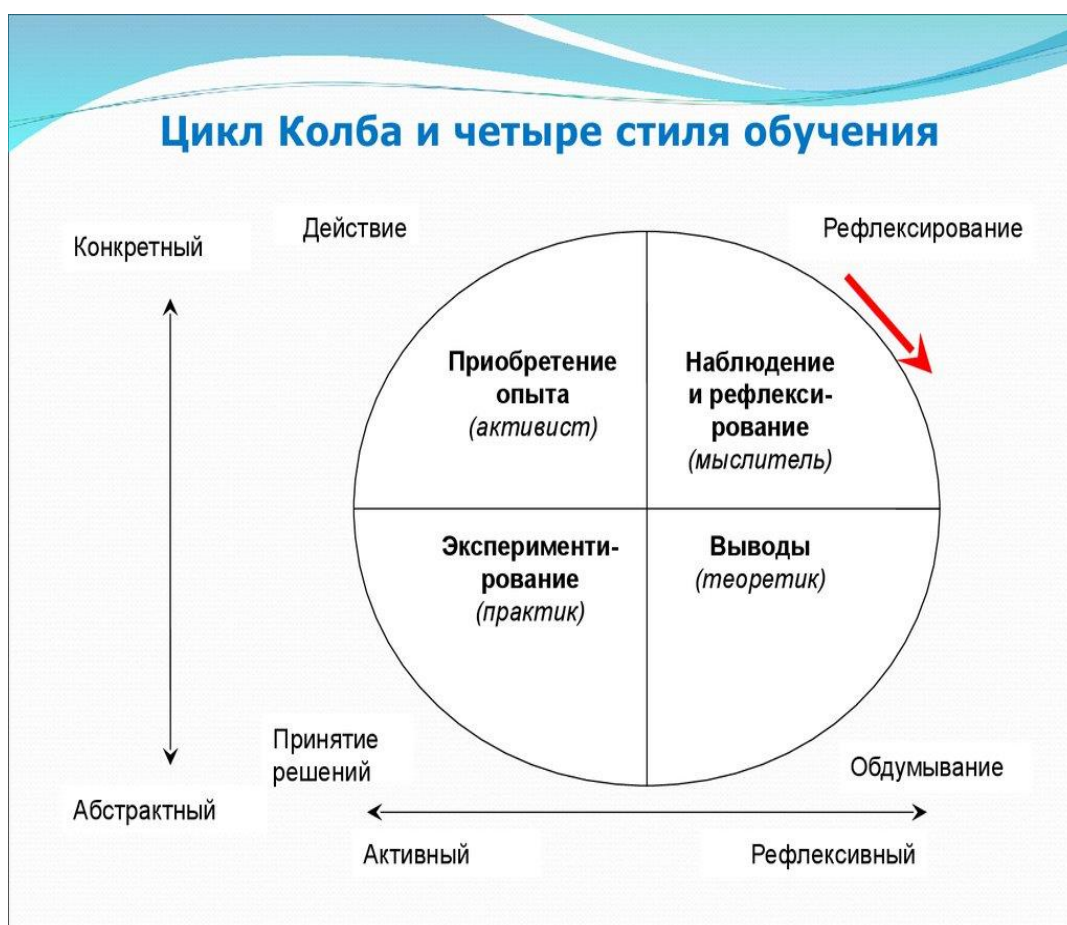 Цикл Колба и четыре стиля обучения
Действие
Рефлексирование
Конкретный
Приобретение
опыта
(активист)
Наблюдение
и рефлекси-
рование
(мыслитель)
Эксперименти-
рование
(практик)
Выводы
(теоретик)
Принятие
решений
Обдумывание
Абстрактный
Активный
Рефлексивный